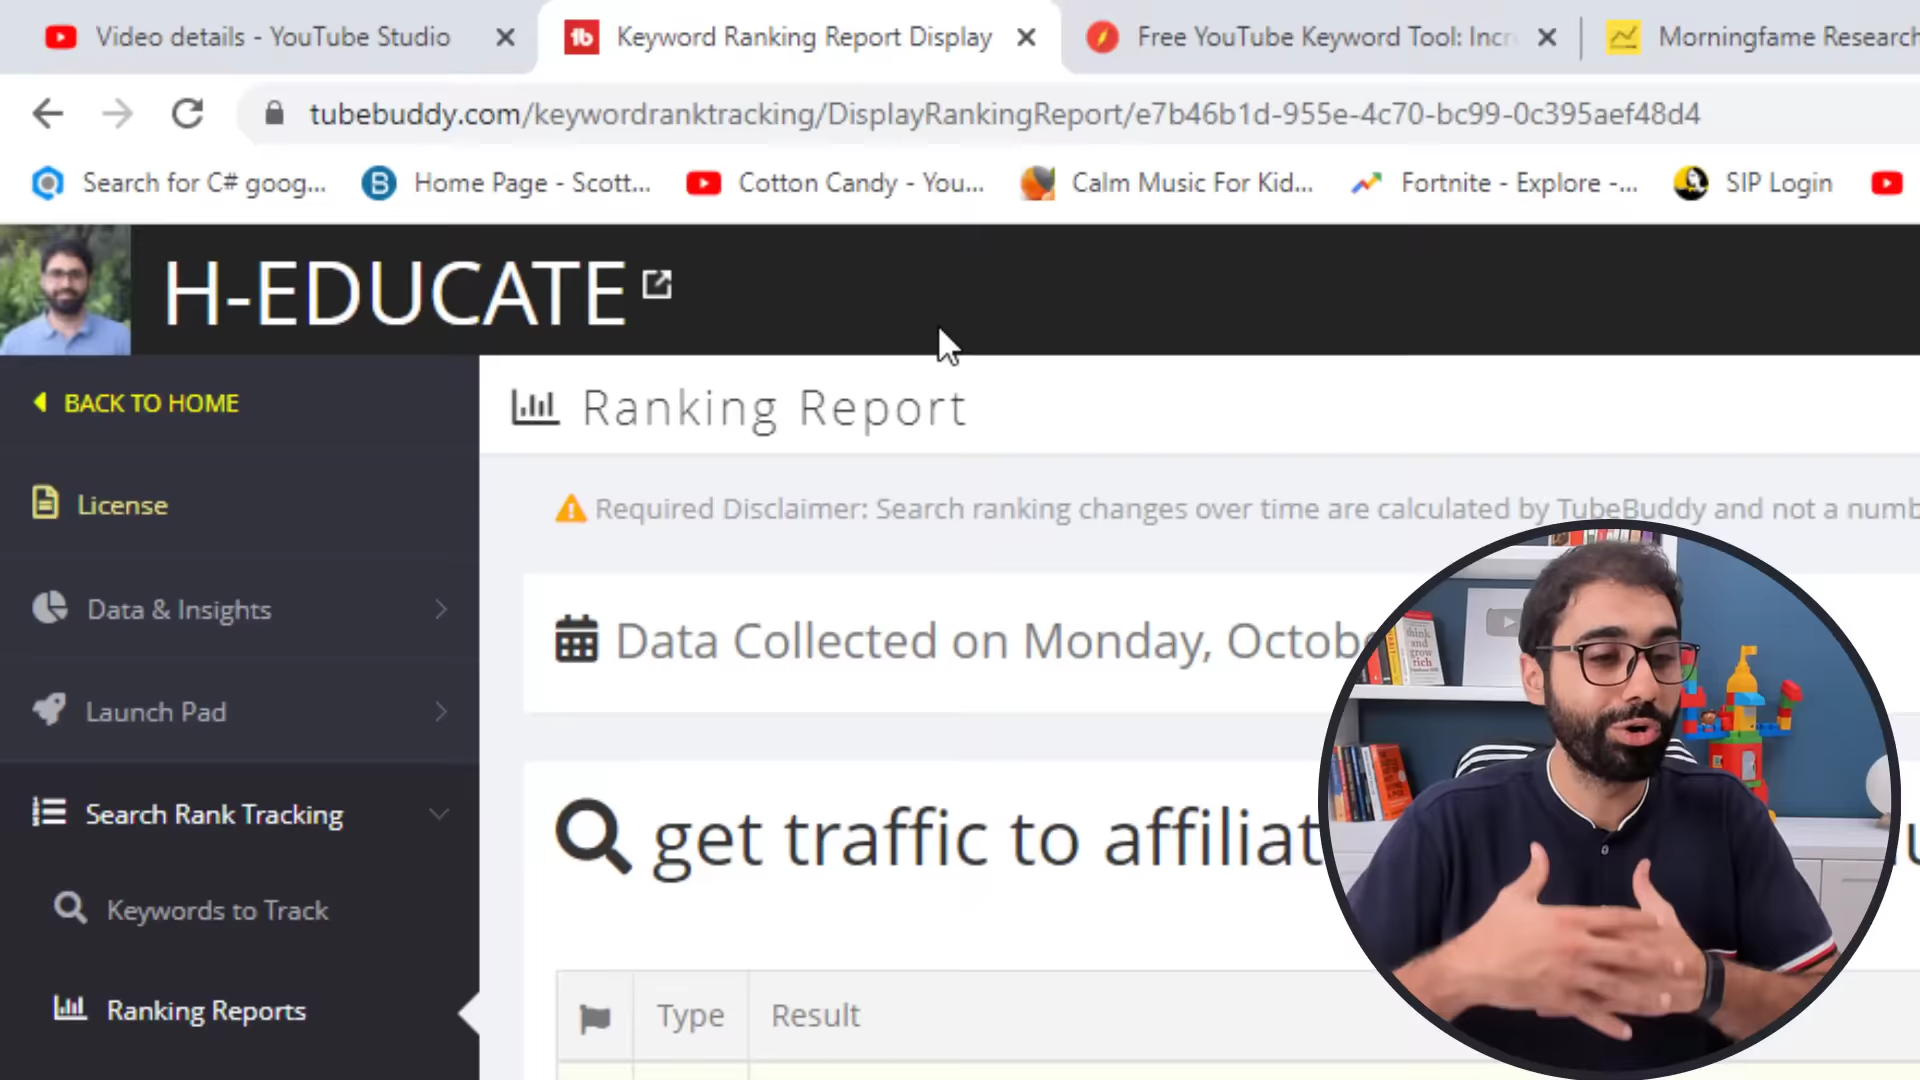 Video details - YouTube Studio
Keyword Ranking Report Display
Free YouTube Keyword Tool: Incr
Morningfame Research
tubebuddy.com/keywordranktracking/DisplayRankingReport/e7b46b1d-955e-4c70-bc99-0c395aef48d4
Search for C# goog...
Home Page - Scott...
Cotton Candy - You...
Calm Music For Kid...
Fortnite - Explore -...
SIP Login
H-EDUCATE
BACK TO HOME
Ranking Report
License
Required Disclaimer: Search ranking changes over time are calculated by TubeBuddy and not a numb
Data & Insights
Data Collected on Monday, Octob
think
and
grow
rich
Launch Pad
Search Rank Tracking
get traffic to affiliat
Keywords to Track
Ranking Reports
Type
Result